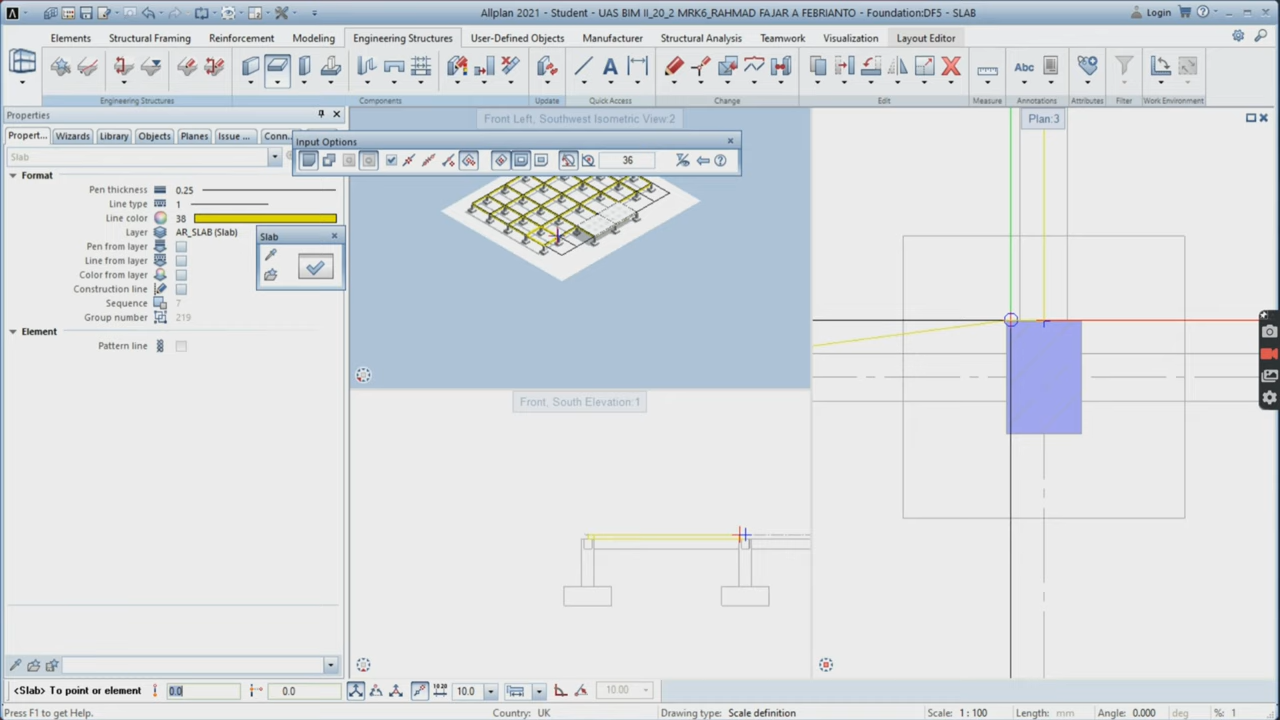 Allplan 2021 - Student - UAS BIM II_20_2 MRK6_RAHMAD FAJAR A FEBRIANTO - Foundation:DF5 - SLAB
Login
Elements
Structural Framing
Reinforcement
Modeling
Engineering Structures
User-Defined Objects
Manufacturer
Structural Analysis
Teamwork
Visualization
Layout Editor
Abc
Engineering Structures
Components
Update
Quick Access
Change
Edit
Measure
Annotations
Attributes
Filter
Work Environment
Properties
Propert...
Wizards
Library
Objects
Planes
Issue ...
Conn...
Slab
Format
Pen thickness 0.25
Line type 1
Line color 38
Layer AR_SLAB (Slab)
Pen from layer
Line from layer
Color from layer
Construction line
Sequence 7
Group number 219
Element
Pattern line
Slab
Front Left, Southwest Isometric View:2
Input Options
36
Plan:3
Front, South Elevation:1
<Slab> To point or element 0.0 0.0 10.0 10.00
Press F1 to get Help.
Country: UK
Drawing type: Scale definition
Scale: 1 : 100
Length: mm
Angle: 0.000 deg
%: 1